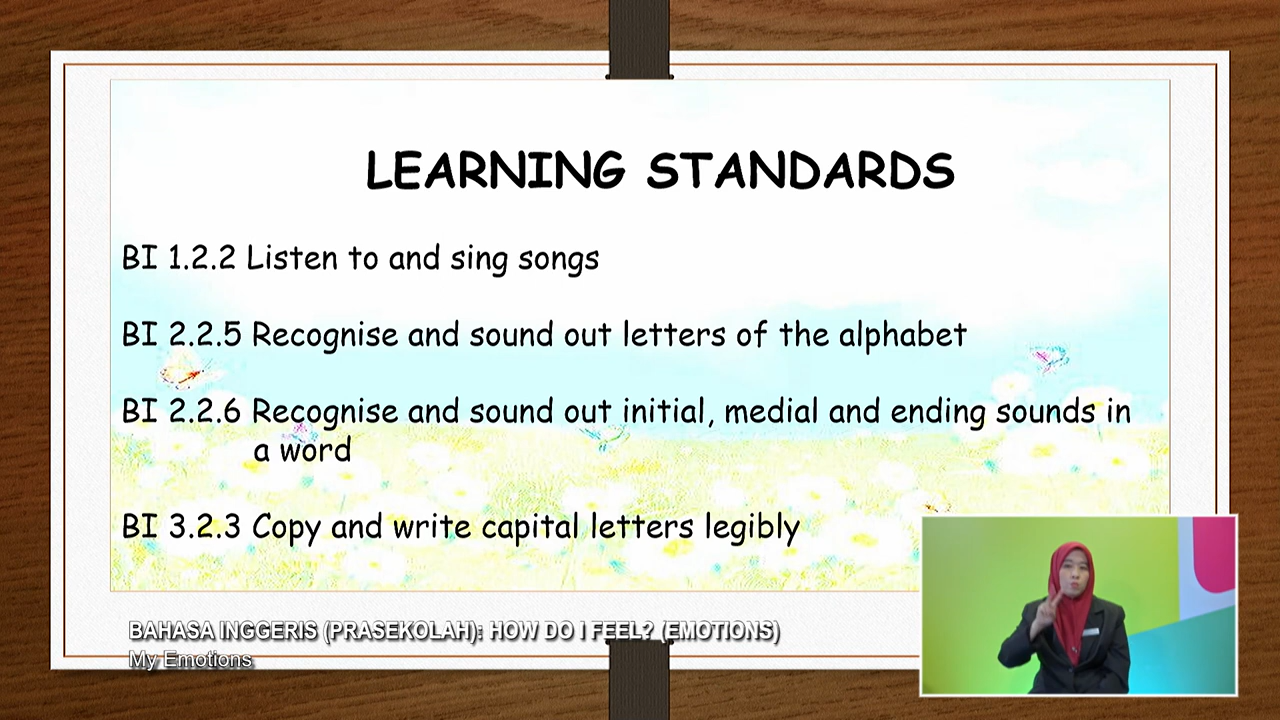 LEARNING STANDARDS
BI 1.2.2 Listen to and sing songs
BI 2.2.5 Recognise and sound out letters of the alphabet
BI 2.2.6 Recognise and sound out initial, medial and ending sounds in
a word
BI 3.2.3 Copy and write capital letters legibly
BAHASA INGGERIS (PRASEKOLAH): HOW DO I FEEL? (EMOTIONS)
My Emotions